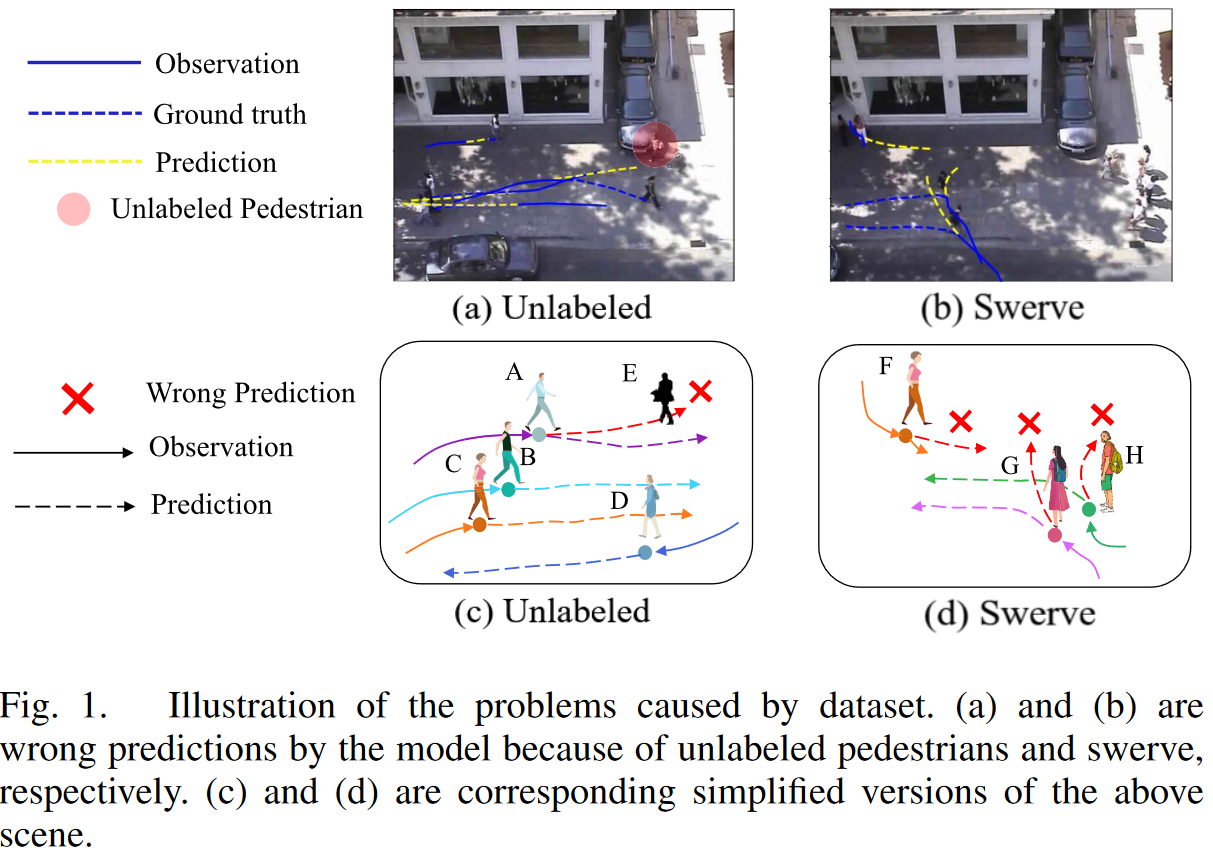 Observation
Ground truth
Prediction
Unlabeled Pedestrian
(a) Unlabeled
(b) Swerve
Wrong Prediction
Observation
Prediction
A
E
C
B
D
F
G
H
(c) Unlabeled
(d) Swerve
Fig. 1. Illustration of the problems caused by dataset. (a) and (b) are
wrong predictions by the model because of unlabeled pedestrians and swerve,
respectively. (c) and (d) are corresponding simplified versions of the above
scene.